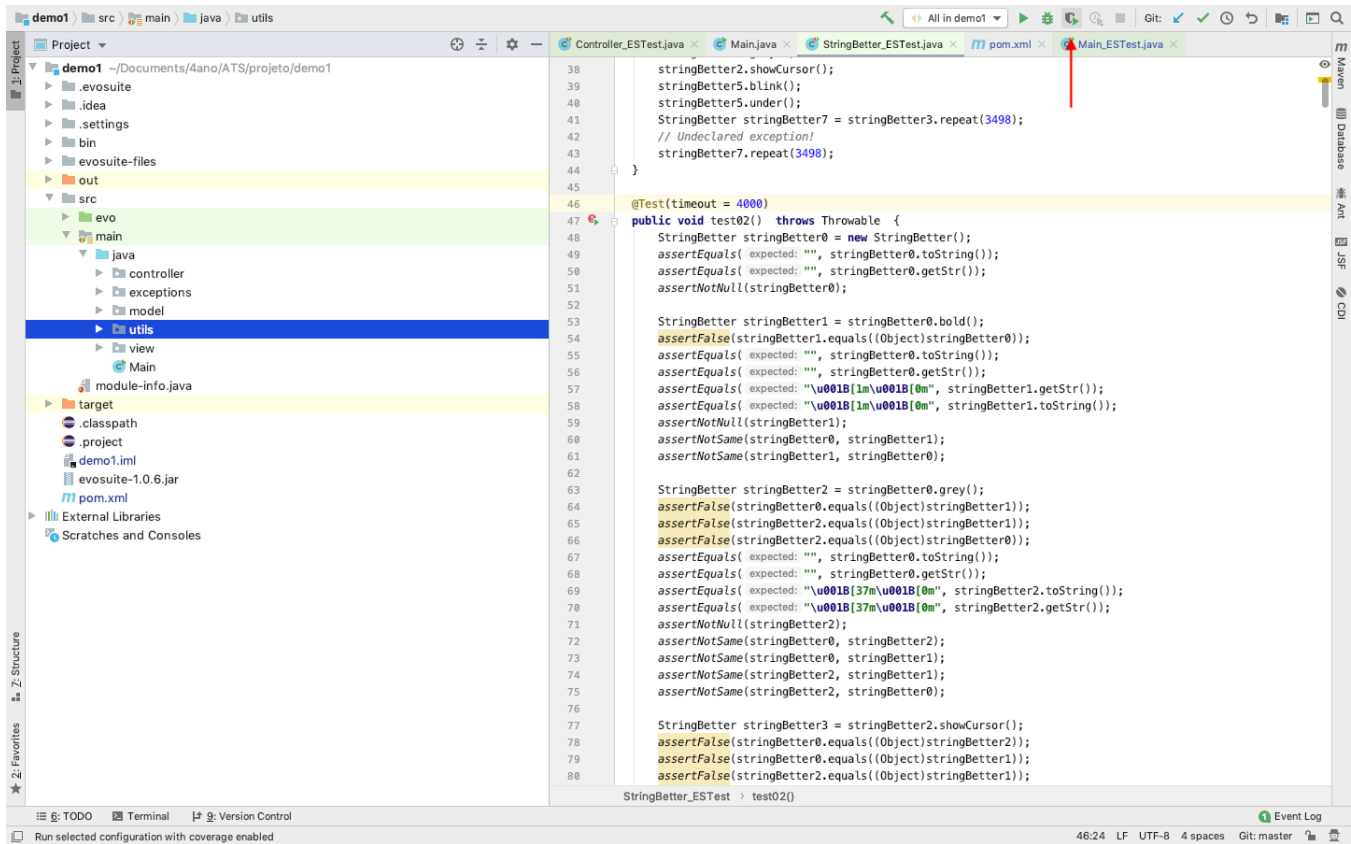 demo1 〉 src 〉 main 〉 java 〉 utils
All in demo1
Git:
1: Project
Project
Controller_ESTest.java
Main.java
StringBetter_ESTest.java
pom.xml
Main_ESTest.java
demo1 ~/Documents/4ano/ATS/projeto/demo1
.evosuite
.idea
.settings
bin
evosuite-files
out
src
evo
main
java
controller
exceptions
model
utils
view
Main
module-info.java
target
.classpath
.project
demo1.iml
evosuite-1.0.6.jar
pom.xml
External Libraries
Scratches and Consoles
38 stringBetter2.showCursor();
39 stringBetter5.blink();
40 stringBetter5.under();
41 StringBetter stringBetter7 = stringBetter3.repeat(3498);
42 // Undeclared exception!
43 stringBetter7.repeat(3498);
44 }
45
46 @Test(timeout = 4000)
47 public void test02()  throws Throwable  {
48 StringBetter stringBetter0 = new StringBetter();
49 assertEquals( expected: "", stringBetter0.toString());
50 assertEquals( expected: "", stringBetter0.getStr());
51 assertNotNull(stringBetter0);
52
53 StringBetter stringBetter1 = stringBetter0.bold();
54 assertFalse(stringBetter1.equals((Object)stringBetter0));
55 assertEquals( expected: "", stringBetter0.toString());
56 assertEquals( expected: "", stringBetter0.getStr());
57 assertEquals( expected: "\u001B[1m\u001B[0m", stringBetter1.getStr());
58 assertEquals( expected: "\u001B[1m\u001B[0m", stringBetter1.toString());
59 assertNotNull(stringBetter1);
60 assertNotSame(stringBetter0, stringBetter1);
61 assertNotSame(stringBetter1, stringBetter0);
62
63 StringBetter stringBetter2 = stringBetter0.grey();
64 assertFalse(stringBetter0.equals((Object)stringBetter1));
65 assertFalse(stringBetter2.equals((Object)stringBetter1));
66 assertFalse(stringBetter2.equals((Object)stringBetter0));
67 assertEquals( expected: "", stringBetter0.toString());
68 assertEquals( expected: "", stringBetter0.getStr());
69 assertEquals( expected: "\u001B[37m\u001B[0m", stringBetter2.toString());
70 assertEquals( expected: "\u001B[37m\u001B[0m", stringBetter2.getStr());
71 assertNotNull(stringBetter2);
72 assertNotSame(stringBetter0, stringBetter2);
73 assertNotSame(stringBetter0, stringBetter1);
74 assertNotSame(stringBetter2, stringBetter1);
75 assertNotSame(stringBetter2, stringBetter0);
76
77 StringBetter stringBetter3 = stringBetter2.showCursor();
78 assertFalse(stringBetter0.equals((Object)stringBetter2));
79 assertFalse(stringBetter0.equals((Object)stringBetter1));
80 assertFalse(stringBetter2.equals((Object)stringBetter1));
StringBetter_ESTest › test02()
m Maven
Database
Ant
JSF
CDI
Z: Structure
2: Favorites
6: TODO
Terminal
9: Version Control
1 Event Log
Run selected configuration with coverage enabled
46:24 LF UTF-8 4 spaces Git: master